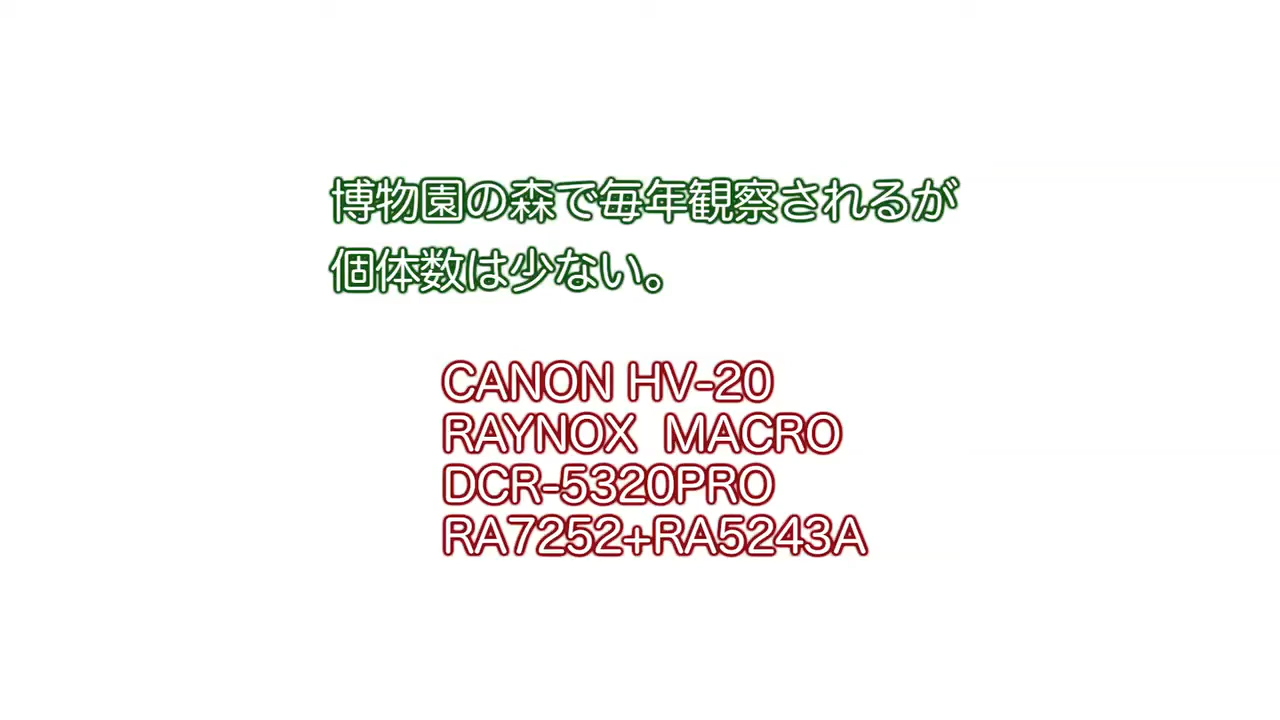 博物園の森で毎年観察されるが
個体数は少ない。
CANON HV-20
RAYNOX MACRO
DCR-5320PRO
RA7252+RA5243A